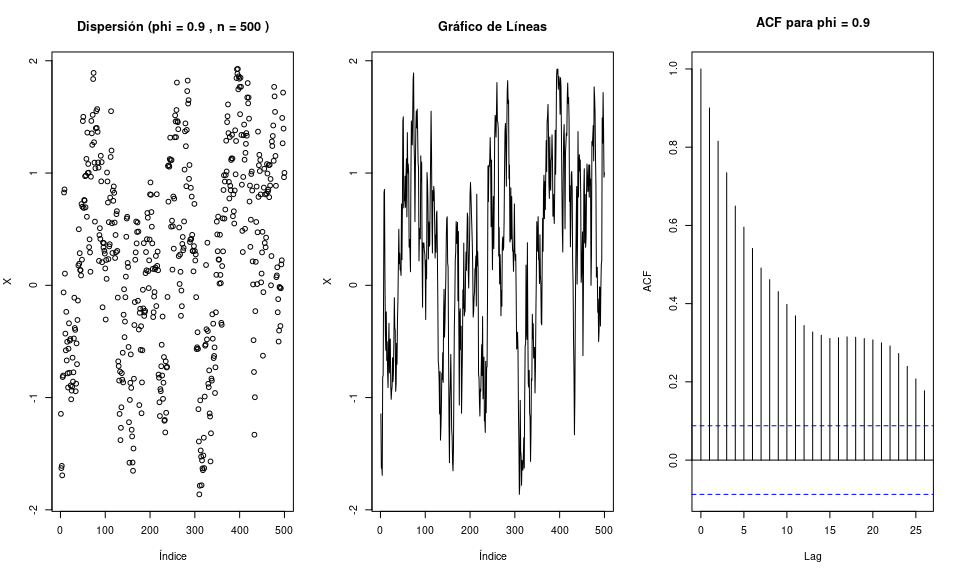 Dispersión (phi = 0.9 , n = 500 )
X
2
1
0
-1
-2
0 100 200 300 400 500
Índice
Gráfico de Líneas
X
2
1
0
-1
-2
0 100 200 300 400 500
Índice
ACF para phi = 0.9
ACF
1.0
0.8
0.6
0.4
0.2
0.0
0 5 10 15 20 25
Lag